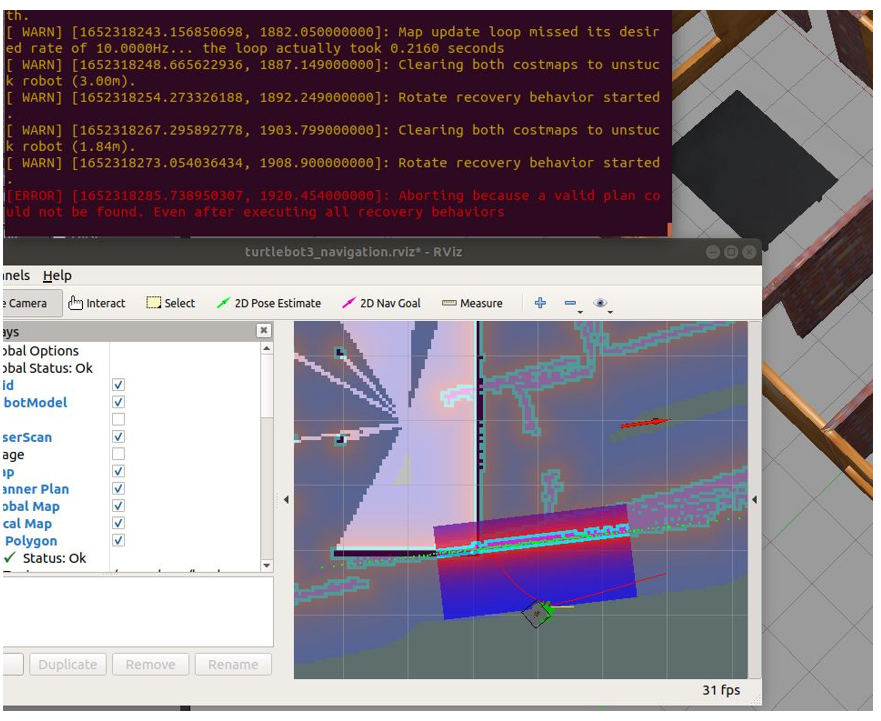 th.
[ WARN] [1652318243.156850698, 1882.050000000]: Map update loop missed its desir
ed rate of 10.0000Hz... the loop actually took 0.2160 seconds
[ WARN] [1652318248.665622936, 1887.149000000]: Clearing both costmaps to unstuc
k robot (3.00m).
[ WARN] [1652318254.273326188, 1892.249000000]: Rotate recovery behavior started
.
[ WARN] [1652318267.295892778, 1903.799000000]: Clearing both costmaps to unstuc
k robot (1.84m).
[ WARN] [1652318273.054036434, 1908.900000000]: Rotate recovery behavior started
.
[ERROR] [1652318285.738950307, 1920.454000000]: Aborting because a valid plan co
uld not be found. Even after executing all recovery behaviors
turtlebot3_navigation.rviz* - RViz
nels Help
e Camera Interact Select 2D Pose Estimate 2D Nav Goal Measure
ays
obal Options
obal Status: Ok
id
botModel
serScan
age
ap
anner Plan
obal Map
cal Map
Polygon
Status: Ok
Duplicate Remove Rename
31 fps